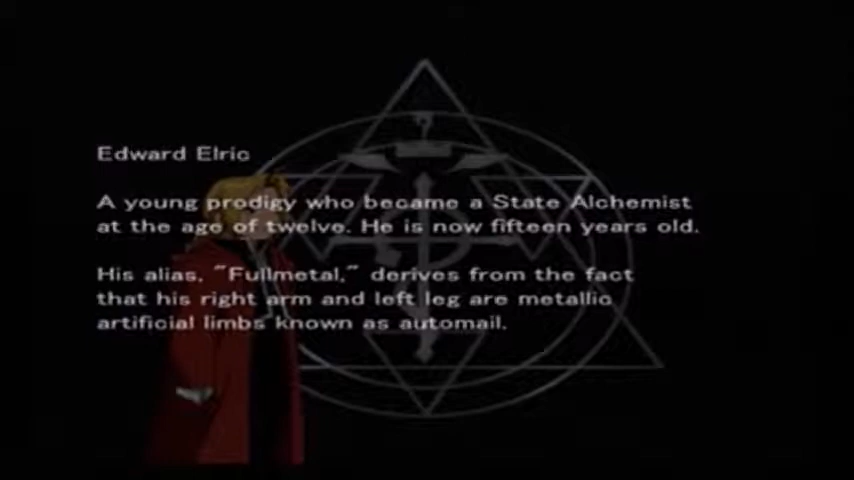 Edward Elric
A young prodigy who became a State Alchemist
at the age of twelve. He is now fifteen years old.
His alias, "Fullmetal," derives from the fact
that his right arm and left leg are metallic
artificial limbs known as automail.